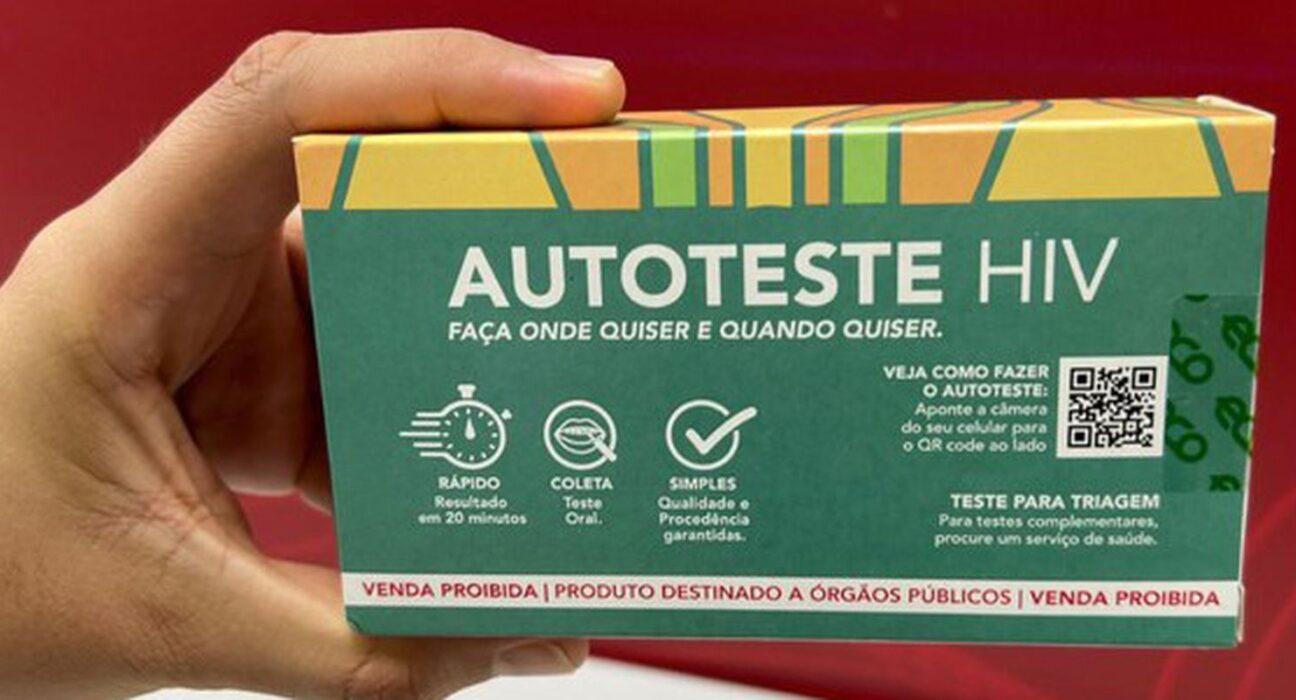 AUTOTESTE HIV
FAÇA ONDE QUISER E QUANDO QUISER.
VEJA COMO FAZER
O AUTOTESTE:
Aponte a câmera
do seu celular para
o QR code ao lado
RÁPIDO
Resultado
em 20 minutos
COLETA
Teste
Oral.
SIMPLES
Qualidade e
Procedência
garantidas.
TESTE PARA TRIAGEM
Para testes complementares,
procure um serviço de saúde.
VENDA PROIBIDA | PRODUTO DESTINADO A ÓRGÃOS PÚBLICOS | VENDA PROIBIDA